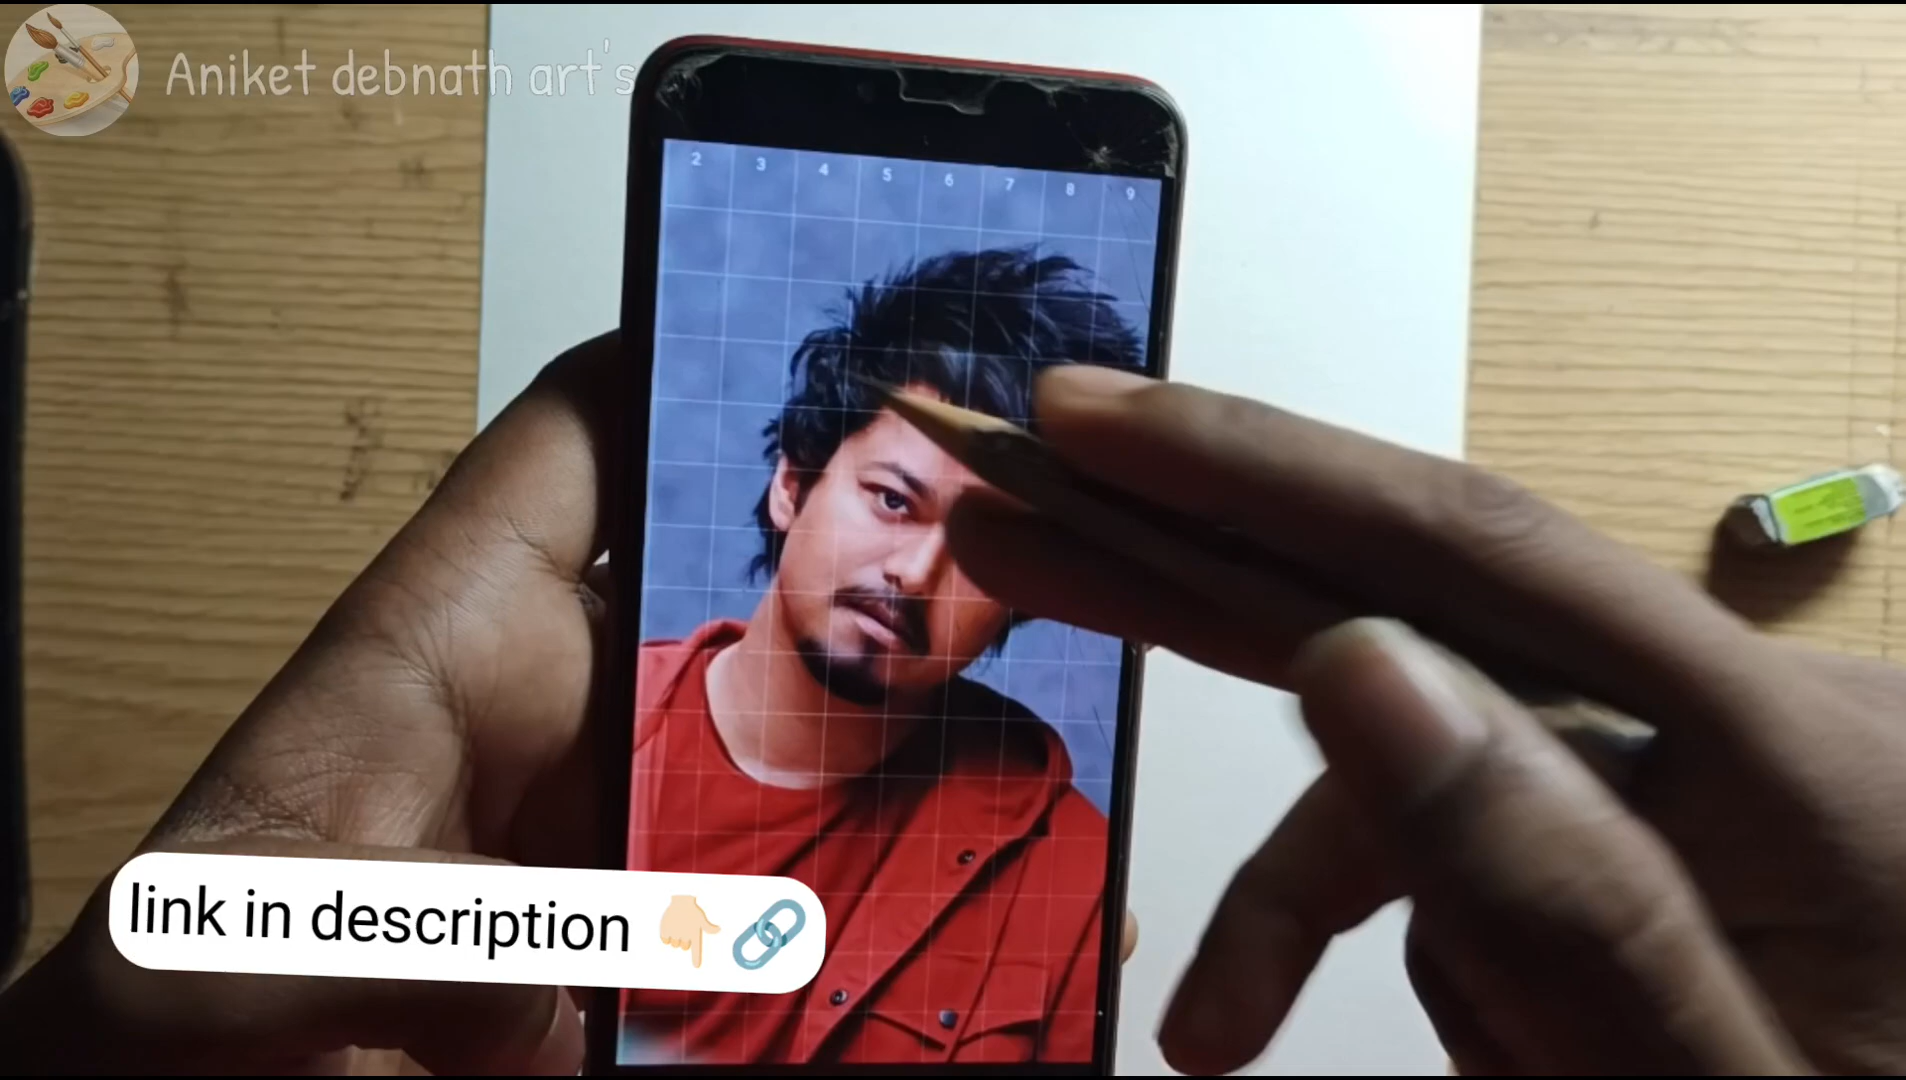 Aniket debnath art's
2 3 4 5 6 7 8 9
link in description 👇🏻🔗